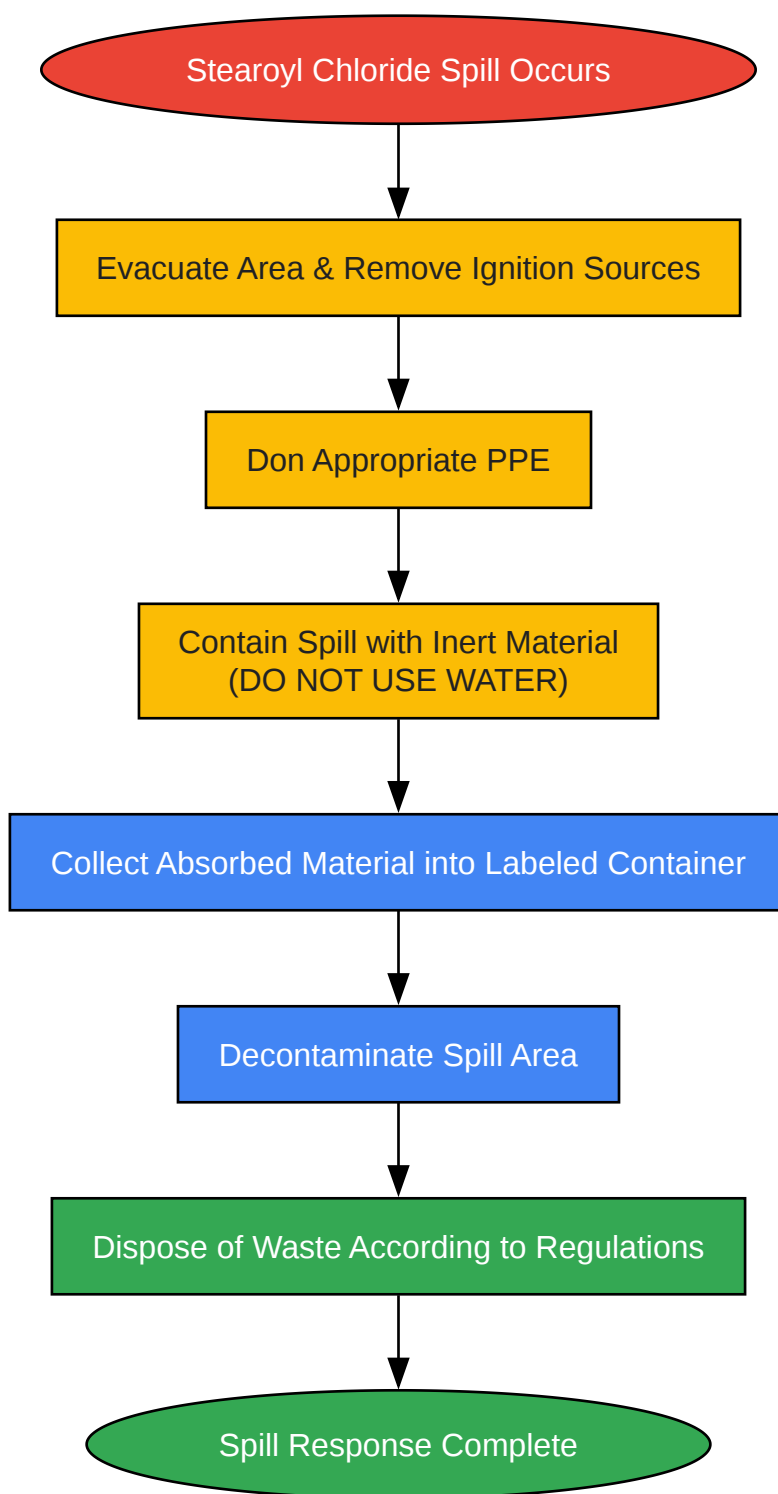 Stearoyl Chloride Spill Occurs
Evacuate Area & Remove Ignition Sources
Don Appropriate PPE
Contain Spill with Inert Material
(DO NOT USE WATER)
Collect Absorbed Material into Labeled Container
Decontaminate Spill Area
Dispose of Waste According to Regulations
Spill Response Complete